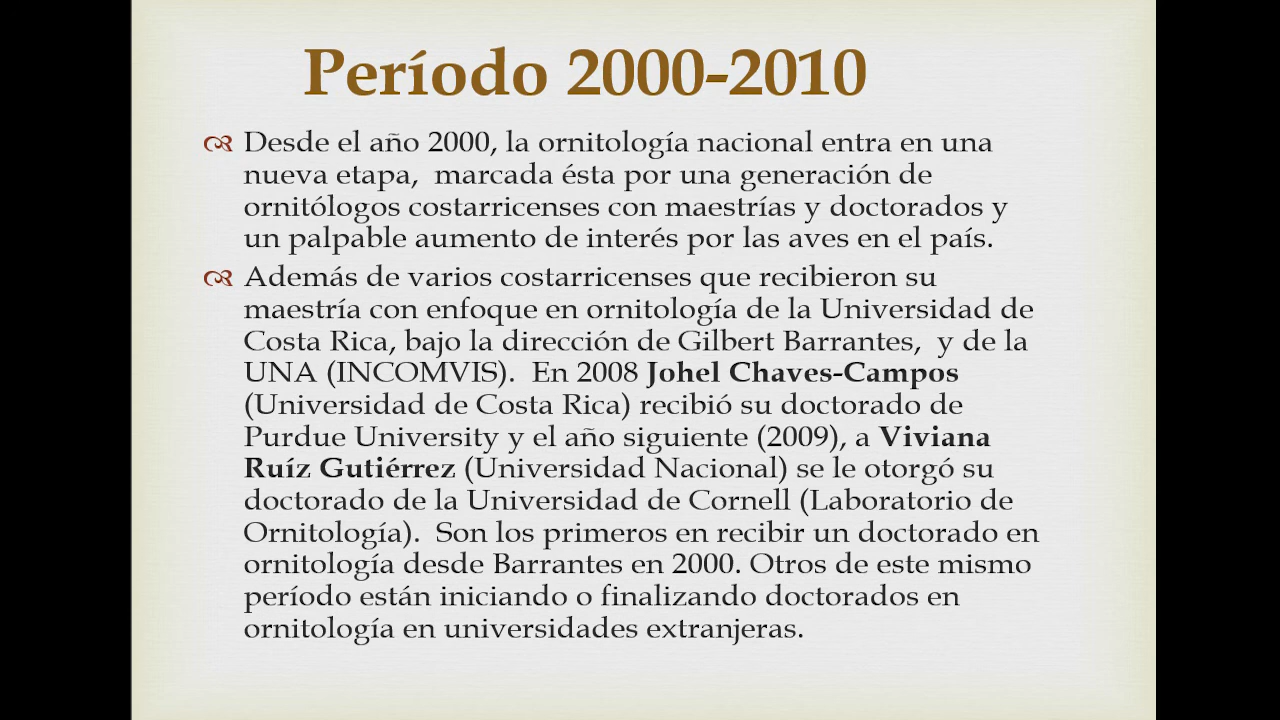 Período 2000-2010
Desde el año 2000, la ornitología nacional entra en una
nueva etapa,  marcada ésta por una generación de
ornitólogos costarricenses con maestrías y doctorados y
un palpable aumento de interés por las aves en el país.
Además de varios costarricenses que recibieron su
maestría con enfoque en ornitología de la Universidad de
Costa Rica, bajo la dirección de Gilbert Barrantes,  y de la
UNA (INCOMVIS).  En 2008 Johel Chaves-Campos
(Universidad de Costa Rica) recibió su doctorado de
Purdue University y el año siguiente (2009), a Viviana
Ruíz Gutiérrez (Universidad Nacional) se le otorgó su
doctorado de la Universidad de Cornell (Laboratorio de
Ornitología).  Son los primeros en recibir un doctorado en
ornitología desde Barrantes en 2000. Otros de este mismo
período están iniciando o finalizando doctorados en
ornitología en universidades extranjeras.